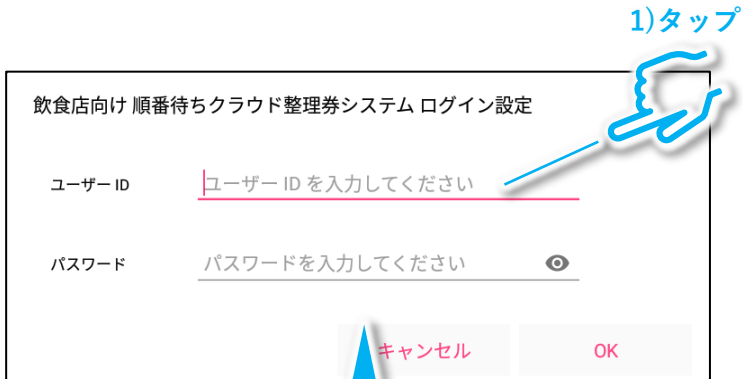 1)タップ
飲食店向け 順番待ちクラウド整理券システム ログイン設定
ユーザー ID
ユーザー ID を入力してください
パスワード
パスワードを入力してください
キャンセル
OK